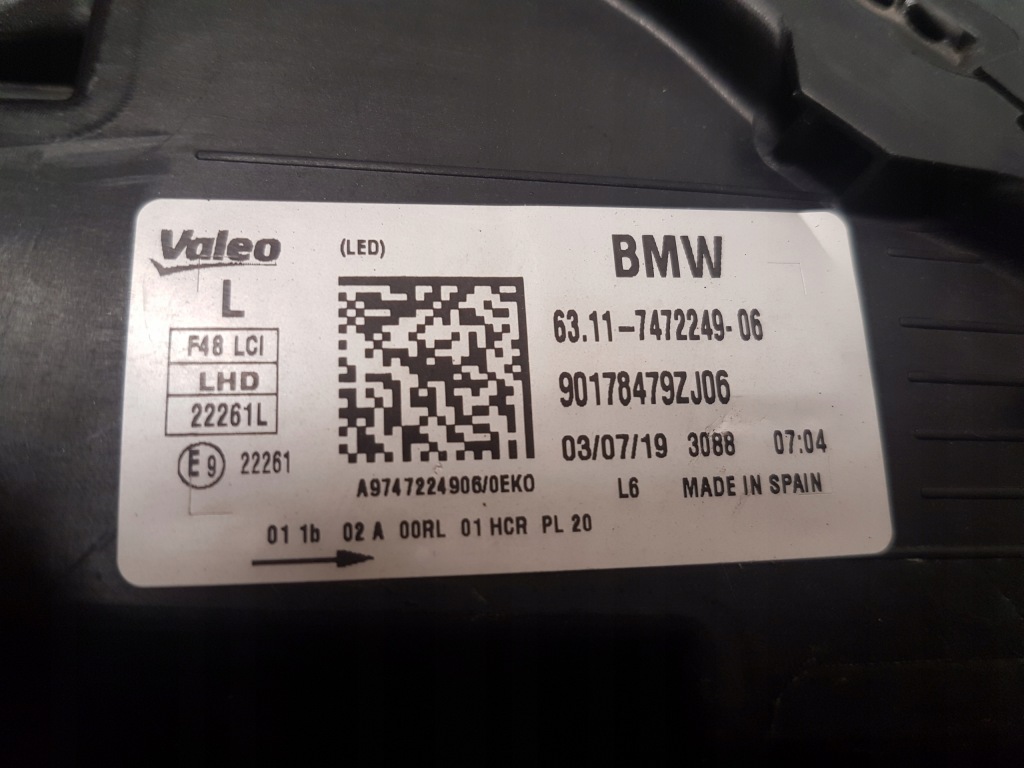 Valeo (LED) BMW
L
F48 LCI
LHD
22261L
E9 22261
63.11-7472249-06
90178479ZJ06
03/07/19 3088 07:04
A9747224906/0EK0
L6 MADE IN SPAIN
01 1b 02 A 00RL 01 HCR PL 20